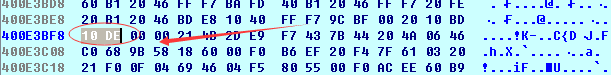 400E3BD8 60 B1 20 46 FF F7 BA FD 40 B1 20 46 FF F7 20 FE
400E3BE8 20 B1 20 46 BD E8 10 40 FF F7 9C BF 00 20 10 BD
400E3BF8 10 DE 00 00 21 4B 2D E9 F7 43 7B 44 20 4A 06 46 ....!K-..C{D J.F
400E3C08 C0 68 9B 58 18 60 00 F0 B6 EF 20 4F 7F 61 03 20
400E3C18 21 F0 0F 04 69 46 04 F5 80 55 00 F0 AC EE 60 B9